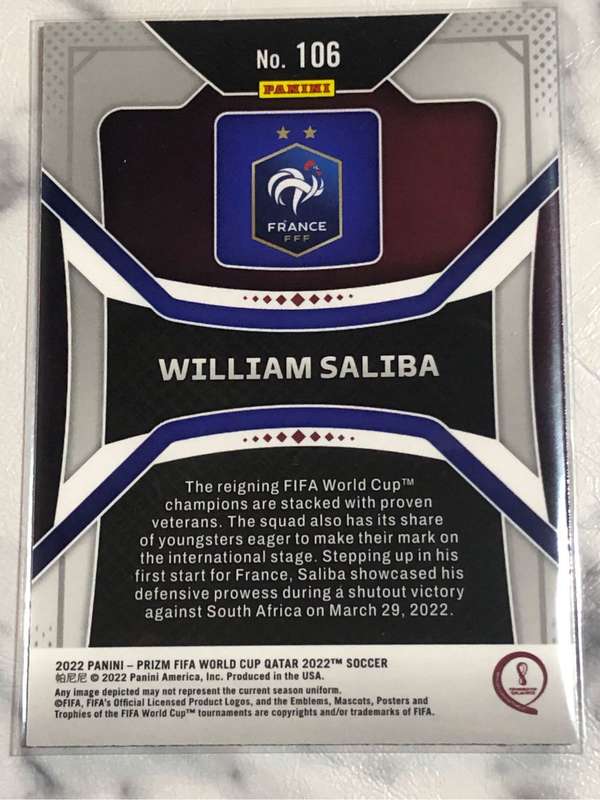 No. 106
PANINI
FRANCE
FFF
WILLIAM SALIBA
The reigning FIFA World Cup™
champions are stacked with proven
veterans. The squad also has its share
of youngsters eager to make their mark on
the international stage. Stepping up in his
first start for France, Saliba showcased his
defensive prowess during a shutout victory
against South Africa on March 29, 2022.
2022 PANINI – PRIZM FIFA WORLD CUP QATAR 2022™ SOCCER
帕尼尼 © 2022 Panini America, Inc. Produced in the USA.
Any image depicted may not represent the current season uniform.
©FIFA, FIFA's Official Licensed Product Logos, and the Emblems, Mascots, Posters and
Trophies of the FIFA World Cup™ tournaments are copyrights and/or trademarks of FIFA.